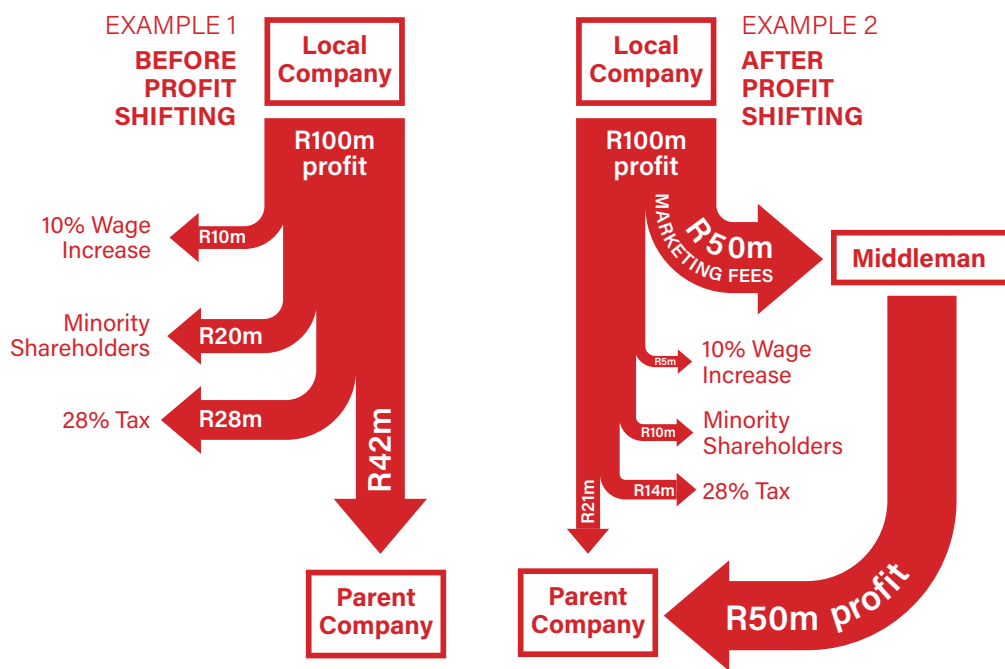 EXAMPLE 1
BEFORE
PROFIT
SHIFTING
Local
Company
R100m
profit
10% Wage
Increase
R10m
Minority
Shareholders
R20m
28% Tax
R28m
R42m
Parent
Company
EXAMPLE 2
AFTER
PROFIT
SHIFTING
Local
Company
R100m
profit
R50m
MARKETING FEES
Middleman
R5m
10% Wage
Increase
R10m
Minority
Shareholders
R14m
28% Tax
R21m
Parent
Company
R50m profit